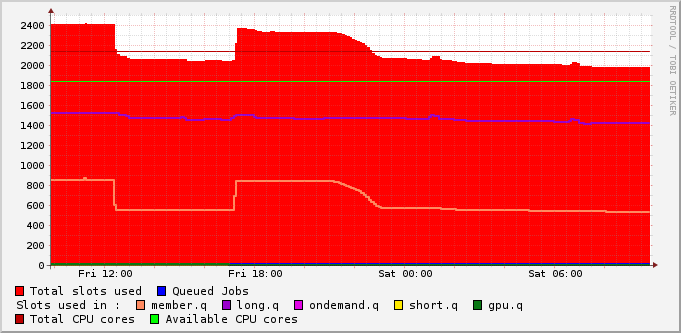 RRDTOOL / TOBI OETIKER
2400
2200
2000
1800
1600
1400
1200
1000
800
600
400
200
0
Fri 12:00 Fri 18:00 Sat 00:00 Sat 06:00
Total slots used Queued Jobs
Slots used in : member.q long.q ondemand.q short.q gpu.q
Total CPU cores Available CPU cores